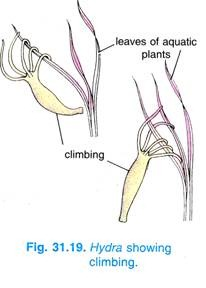 leaves of aquatic
plants
climbing
Fig. 31.19. Hydra showing
climbing.